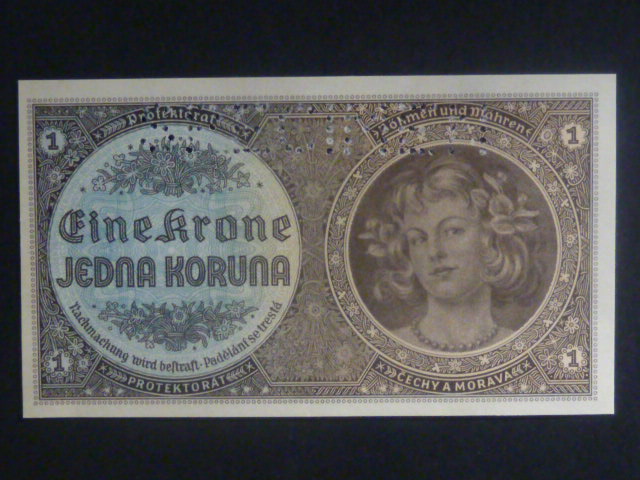 Protektorat
Böhmen und Mähren
1
1
Eine Krone
JEDNA KORUNA
Nachmachung wird bestraft · Padělání se trestá
1
1
PROTEKTORÁT
ČECHY A MORAVA